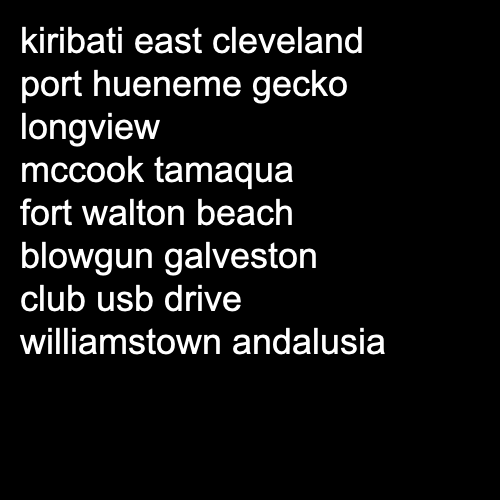 kiribati east cleveland
port hueneme gecko
longview
mccook tamaqua
fort walton beach
blowgun galveston
club usb drive
williamstown andalusia